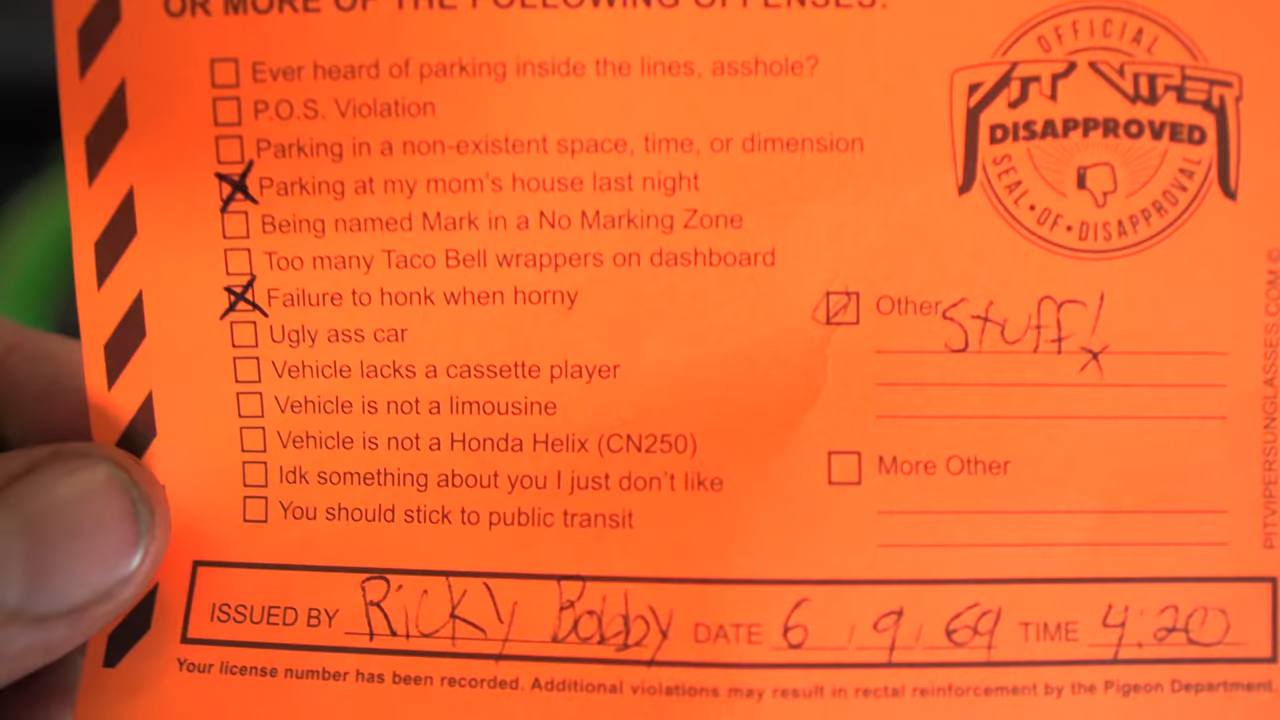 OR MORE OF THE FOLLOWING OFFENSES:
Ever heard of parking inside the lines, asshole?
P.O.S. Violation
Parking in a non-existent space, time, or dimension
Parking at my mom's house last night
Being named Mark in a No Marking Zone
Too many Taco Bell wrappers on dashboard
Failure to honk when horny
Ugly ass car
Vehicle lacks a cassette player
Vehicle is not a limousine
Vehicle is not a Honda Helix (CN250)
Idk something about you I just don't like
You should stick to public transit
OFFICIAL
PIT VIPER
DISAPPROVED
SEAL • OF • DISAPPROVAL
Other Stuff!
More Other
PITVIPERSUNGLASSES.COM ©
ISSUED BY Ricky Bobby DATE 6 / 9 / 69 TIME 4:20
Your license number has been recorded. Additional violations may result in rectal reinforcement by the Pigeon Department.